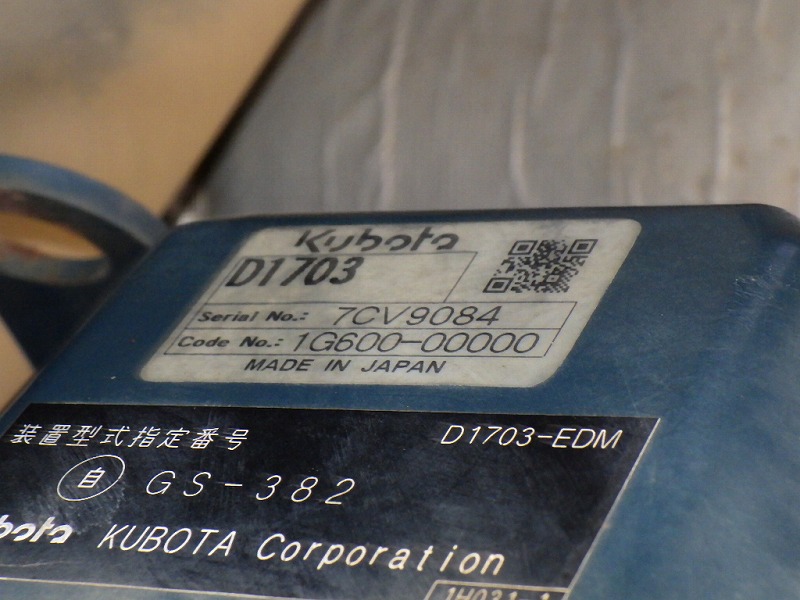 Kubota
D1703
Serial No.: 7CV9084
Code No.: 1G600-00000
MADE IN JAPAN
装置型式指定番号 D1703-EDM
自 GS-382
KUBOTA Corporation